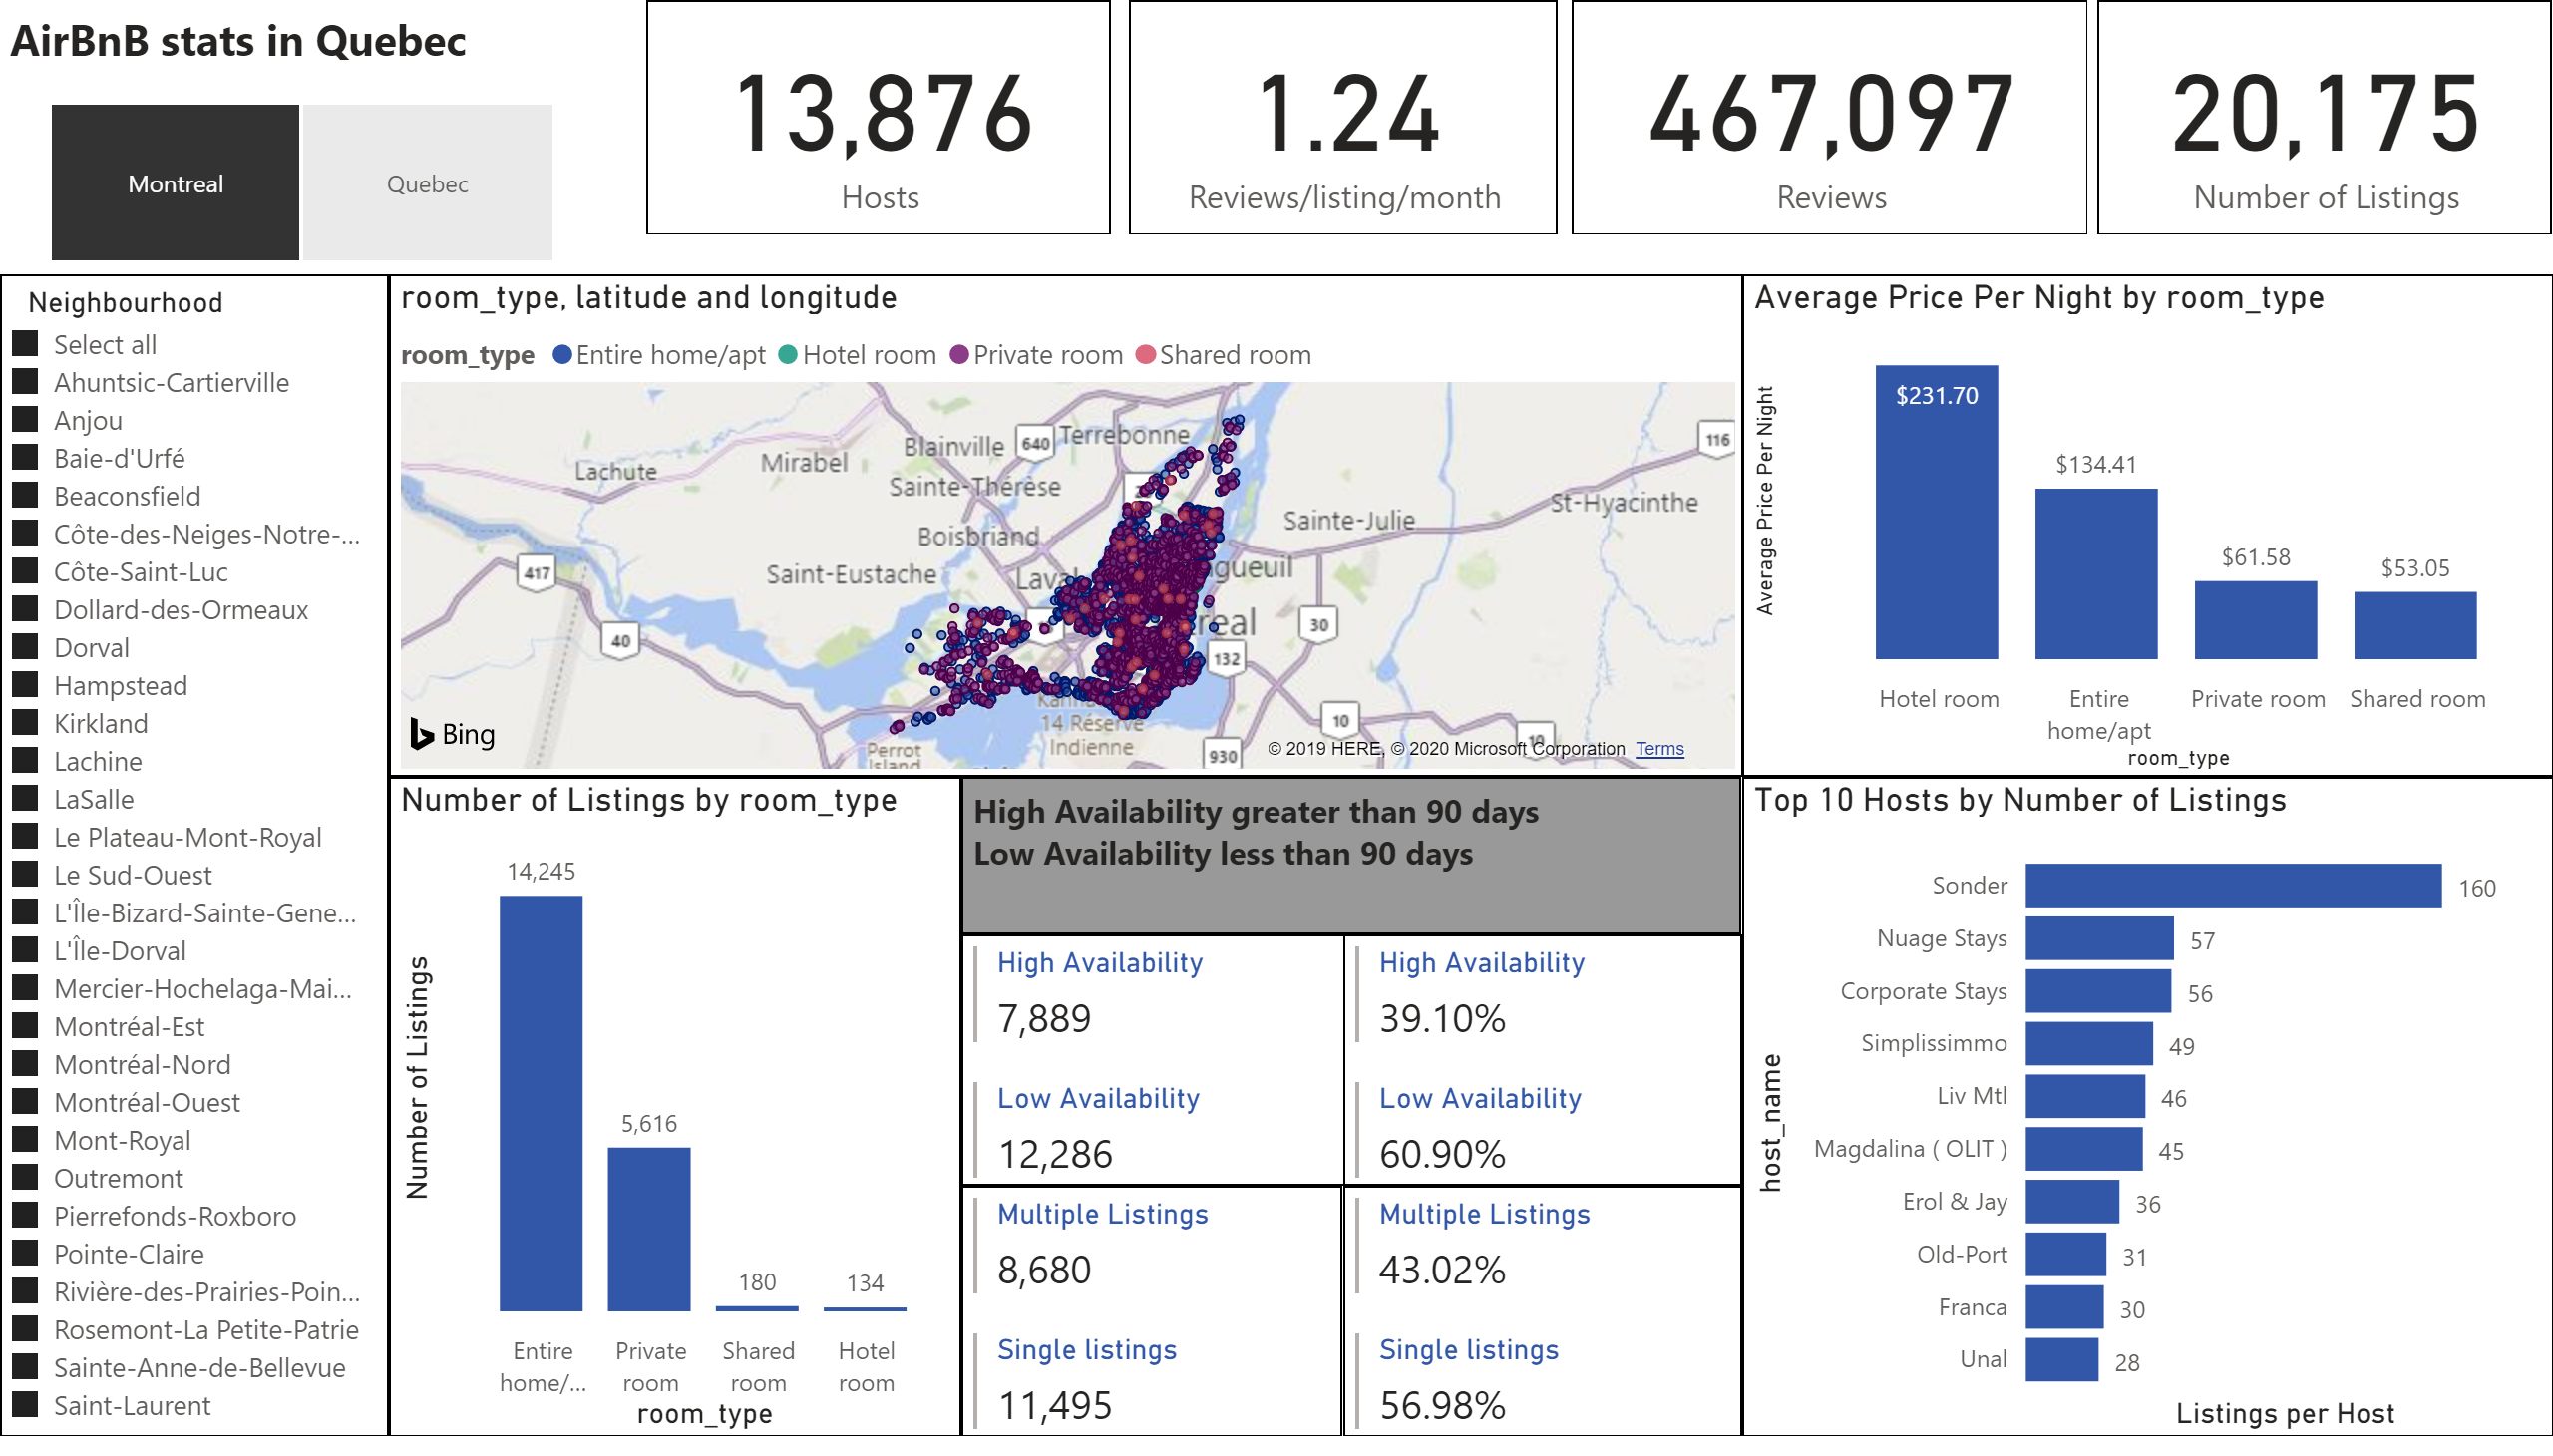 AirBnB stats in Quebec
Montreal
Quebec
13,876
Hosts
1.24
Reviews/listing/month
467,097
Reviews
20,175
Number of Listings
Neighbourhood
Select all
Ahuntsic-Cartierville
Anjou
Baie-d'Urfé
Beaconsfield
Côte-des-Neiges-Notre-...
Côte-Saint-Luc
Dollard-des-Ormeaux
Dorval
Hampstead
Kirkland
Lachine
LaSalle
Le Plateau-Mont-Royal
Le Sud-Ouest
L'Île-Bizard-Sainte-Gene...
L'Île-Dorval
Mercier-Hochelaga-Mai...
Montréal-Est
Montréal-Nord
Montréal-Ouest
Mont-Royal
Outremont
Pierrefonds-Roxboro
Pointe-Claire
Rivière-des-Prairies-Poin...
Rosemont-La Petite-Patrie
Sainte-Anne-de-Bellevue
Saint-Laurent
room_type, latitude and longitude
room_type Entire home/apt Hotel room Private room Shared room
Blainville
640
Terrebonne
116
Lachute
Mirabel
Sainte-Thérèse
St-Hyacinthe
Sainte-Julie
Boisbriand
417
Saint-Eustache
Laval
gueuil
real
40
30
132
14 Réserve
Indienne
10
10
930
Perrot
Island
Bing
© 2019 HERE, © 2020 Microsoft Corporation Terms
Average Price Per Night by room_type
Average Price Per Night
$231.70
$134.41
$61.58
$53.05
Hotel room
Entire
home/apt
Private room
Shared room
room_type
Number of Listings by room_type
Number of Listings
14,245
5,616
180
134
Entire
home/...
Private
room
Shared
room
Hotel
room
room_type
High Availability greater than 90 days
Low Availability less than 90 days
High Availability
7,889
High Availability
39.10%
Low Availability
12,286
Low Availability
60.90%
Multiple Listings
8,680
Multiple Listings
43.02%
Single listings
11,495
Single listings
56.98%
Top 10 Hosts by Number of Listings
host_name
Sonder 160
Nuage Stays 57
Corporate Stays 56
Simplissimmo 49
Liv Mtl 46
Magdalina ( OLIT ) 45
Erol & Jay 36
Old-Port 31
Franca 30
Unal 28
Listings per Host